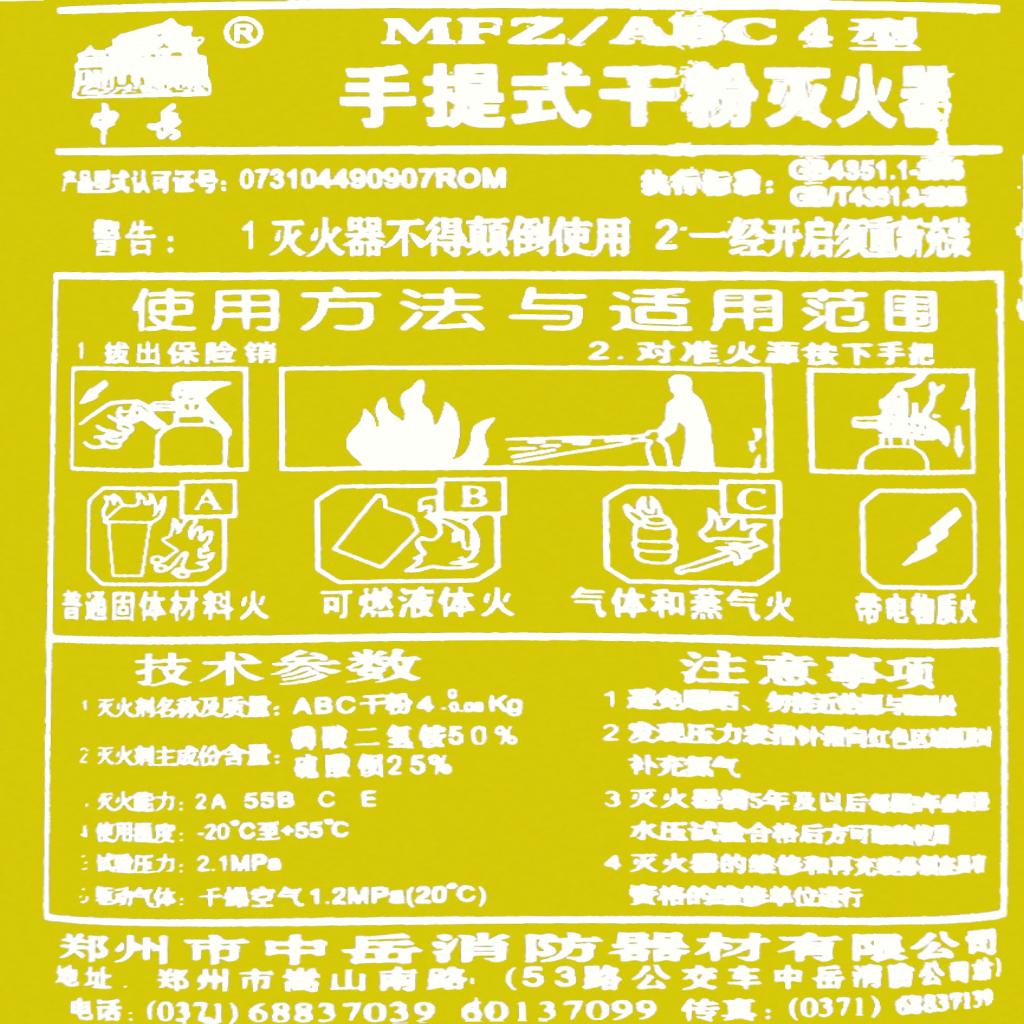 ®
MFZ/ABC 4 型
中岳
手提式干粉灭火器
产品型式认可证号：073104490907ROM
执行标准：GB4351.1-
GB/T4351.
警告：1 灭火器不得颠倒使用 2 一经开启须重新充装
使用方法与适用范围
1 拔出保险销
2. 对准火源按下手把
A
B
C
普通固体材料火
可燃液体火
气体和蒸气火
带电物质火
技术参数
1 灭火剂名称及质量：ABC干粉4 Kg
2 灭火剂主成份含量：磷酸二氢铵50%
硫酸铵25%
灭火能力：2A 55B C E
使用温度：-20℃至+55℃
试验压力：2.1MPa
驱动气体：干燥空气1.2MPa(20℃)
注意事项
1 避免曝晒、勿接近热源与
2 发现压力表指针指向红色区域
补充氮气
3 灭火器满5年及以后每
水压试验合格后方可继续使用
4 灭火器的维修和再充装
资格的维修单位进行
郑州市中岳消防器材有限公司
地址：郑州市嵩山南路（53路公交车中岳消防公司
电话：(0371) 68837039 60137099 传真：(0371) 68837139